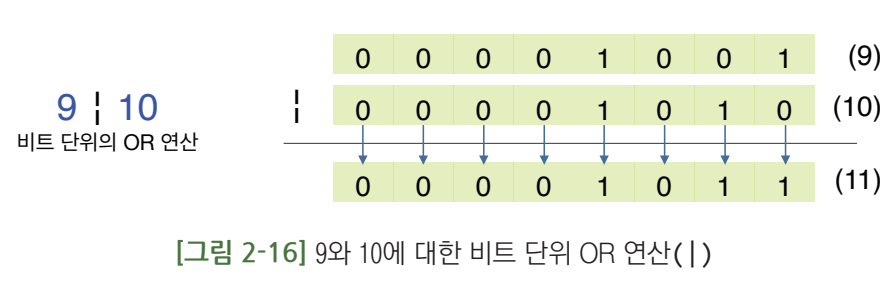 0 0 0 0 1 0 0 1 (9)
9 ¦ 10 ¦ 0 0 0 0 1 0 1 0 (10)
비트 단위의 OR 연산
0 0 0 0 1 0 1 1 (11)
[그림 2-16] 9와 10에 대한 비트 단위 OR 연산(|)